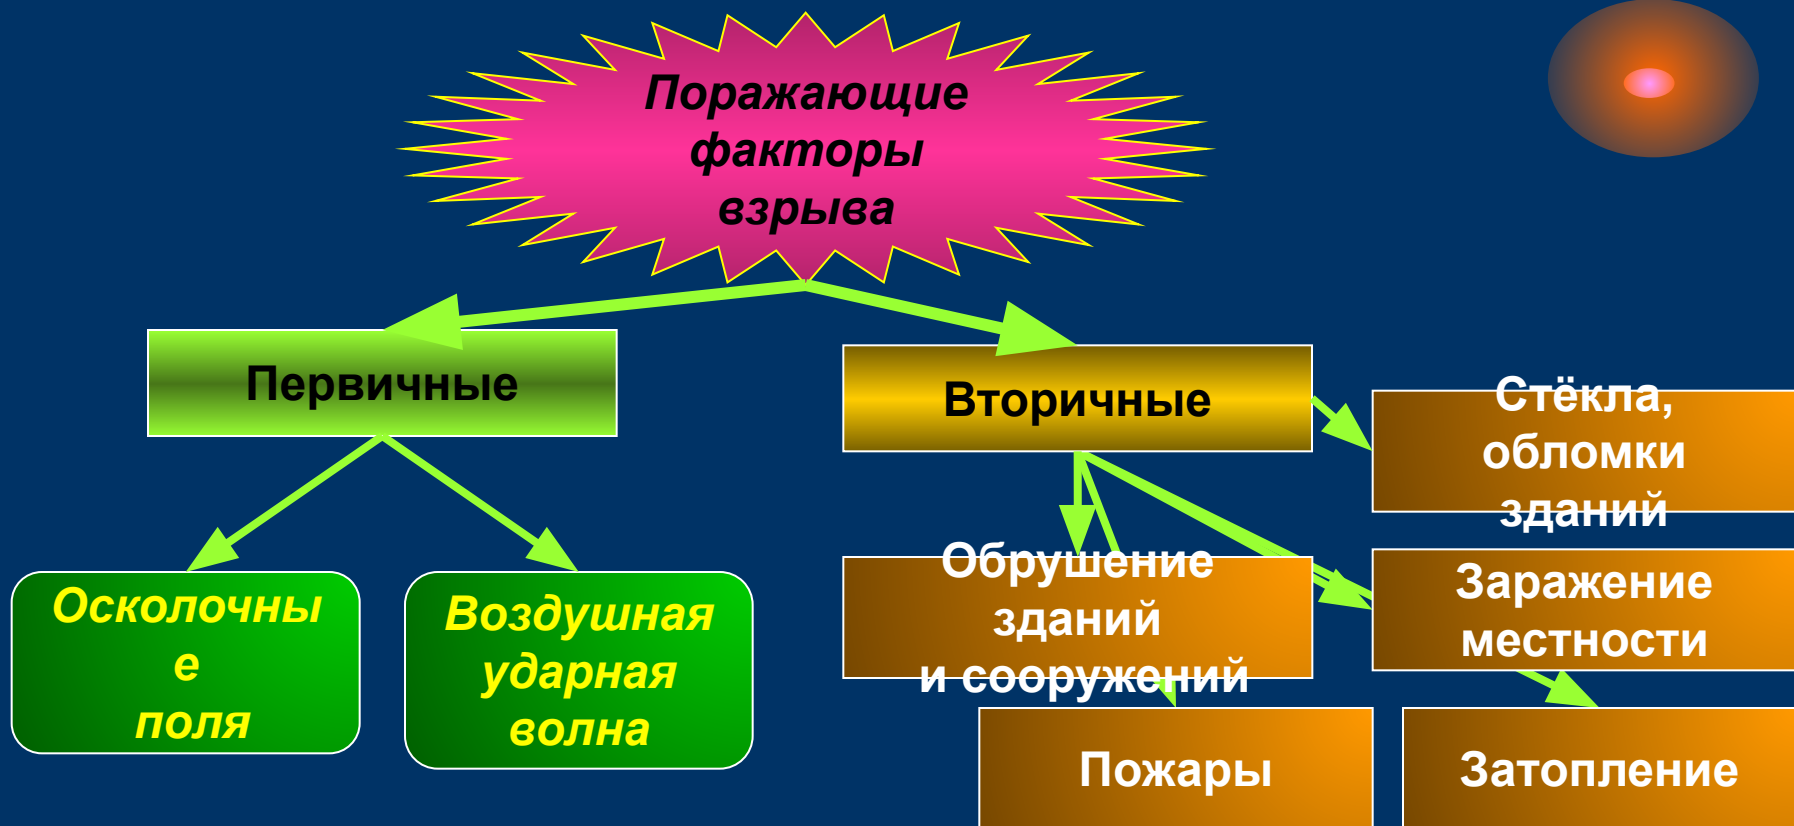 Поражающие
факторы
взрыва
Первичные
Вторичные
Стёкла,
обломки
зданий
Осколочны
е
поля
Воздушная
ударная
волна
Обрушение
зданий
и сооружений
Заражение
местности
Пожары
Затопление